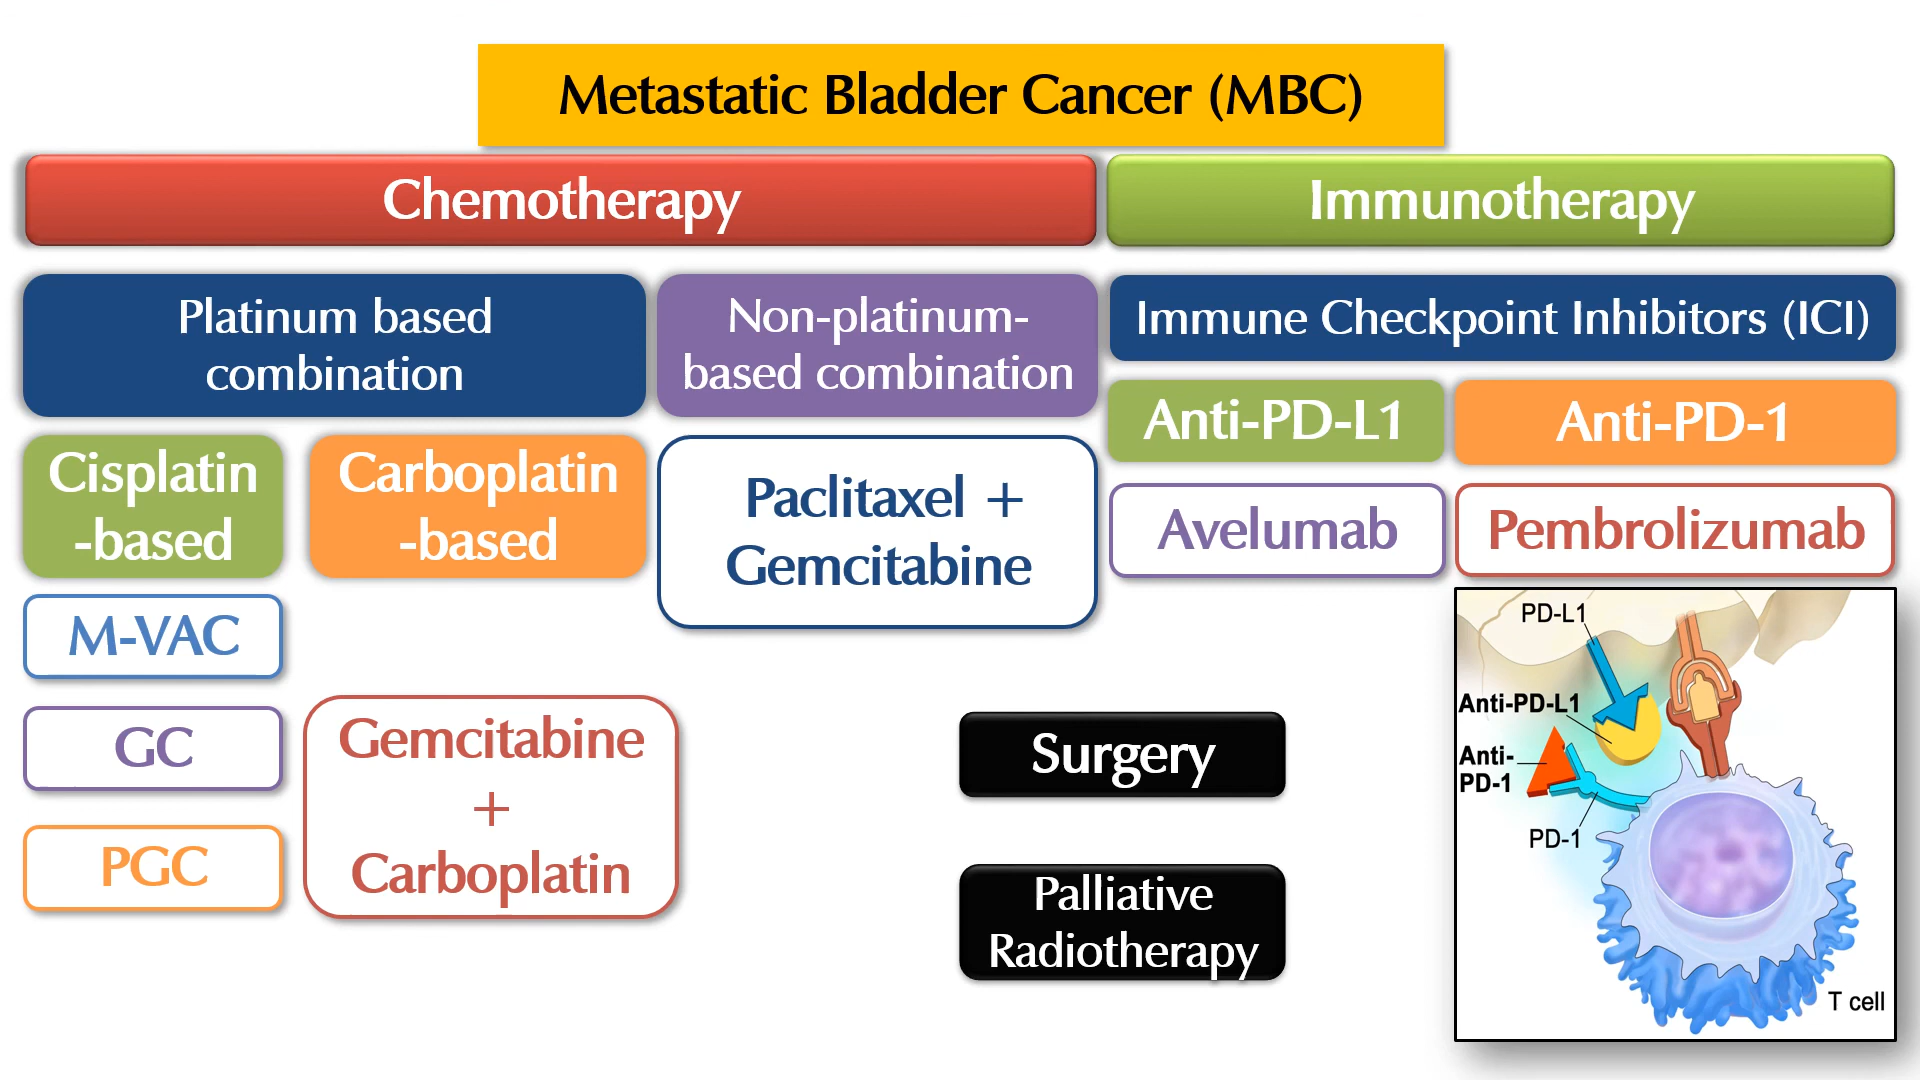 Metastatic Bladder Cancer (MBC)
Chemotherapy
Immunotherapy
Platinum based
combination
Non-platinum-
based combination
Immune Checkpoint Inhibitors (ICI)
Anti-PD-L1
Anti-PD-1
Cisplatin
-based
Carboplatin
-based
Paclitaxel +
Gemcitabine
Avelumab
Pembrolizumab
M-VAC
GC
PGC
Gemcitabine
+
Carboplatin
Surgery
Palliative
Radiotherapy
PD-L1
Anti-PD-L1
Anti-
PD-1
PD-1
T cell